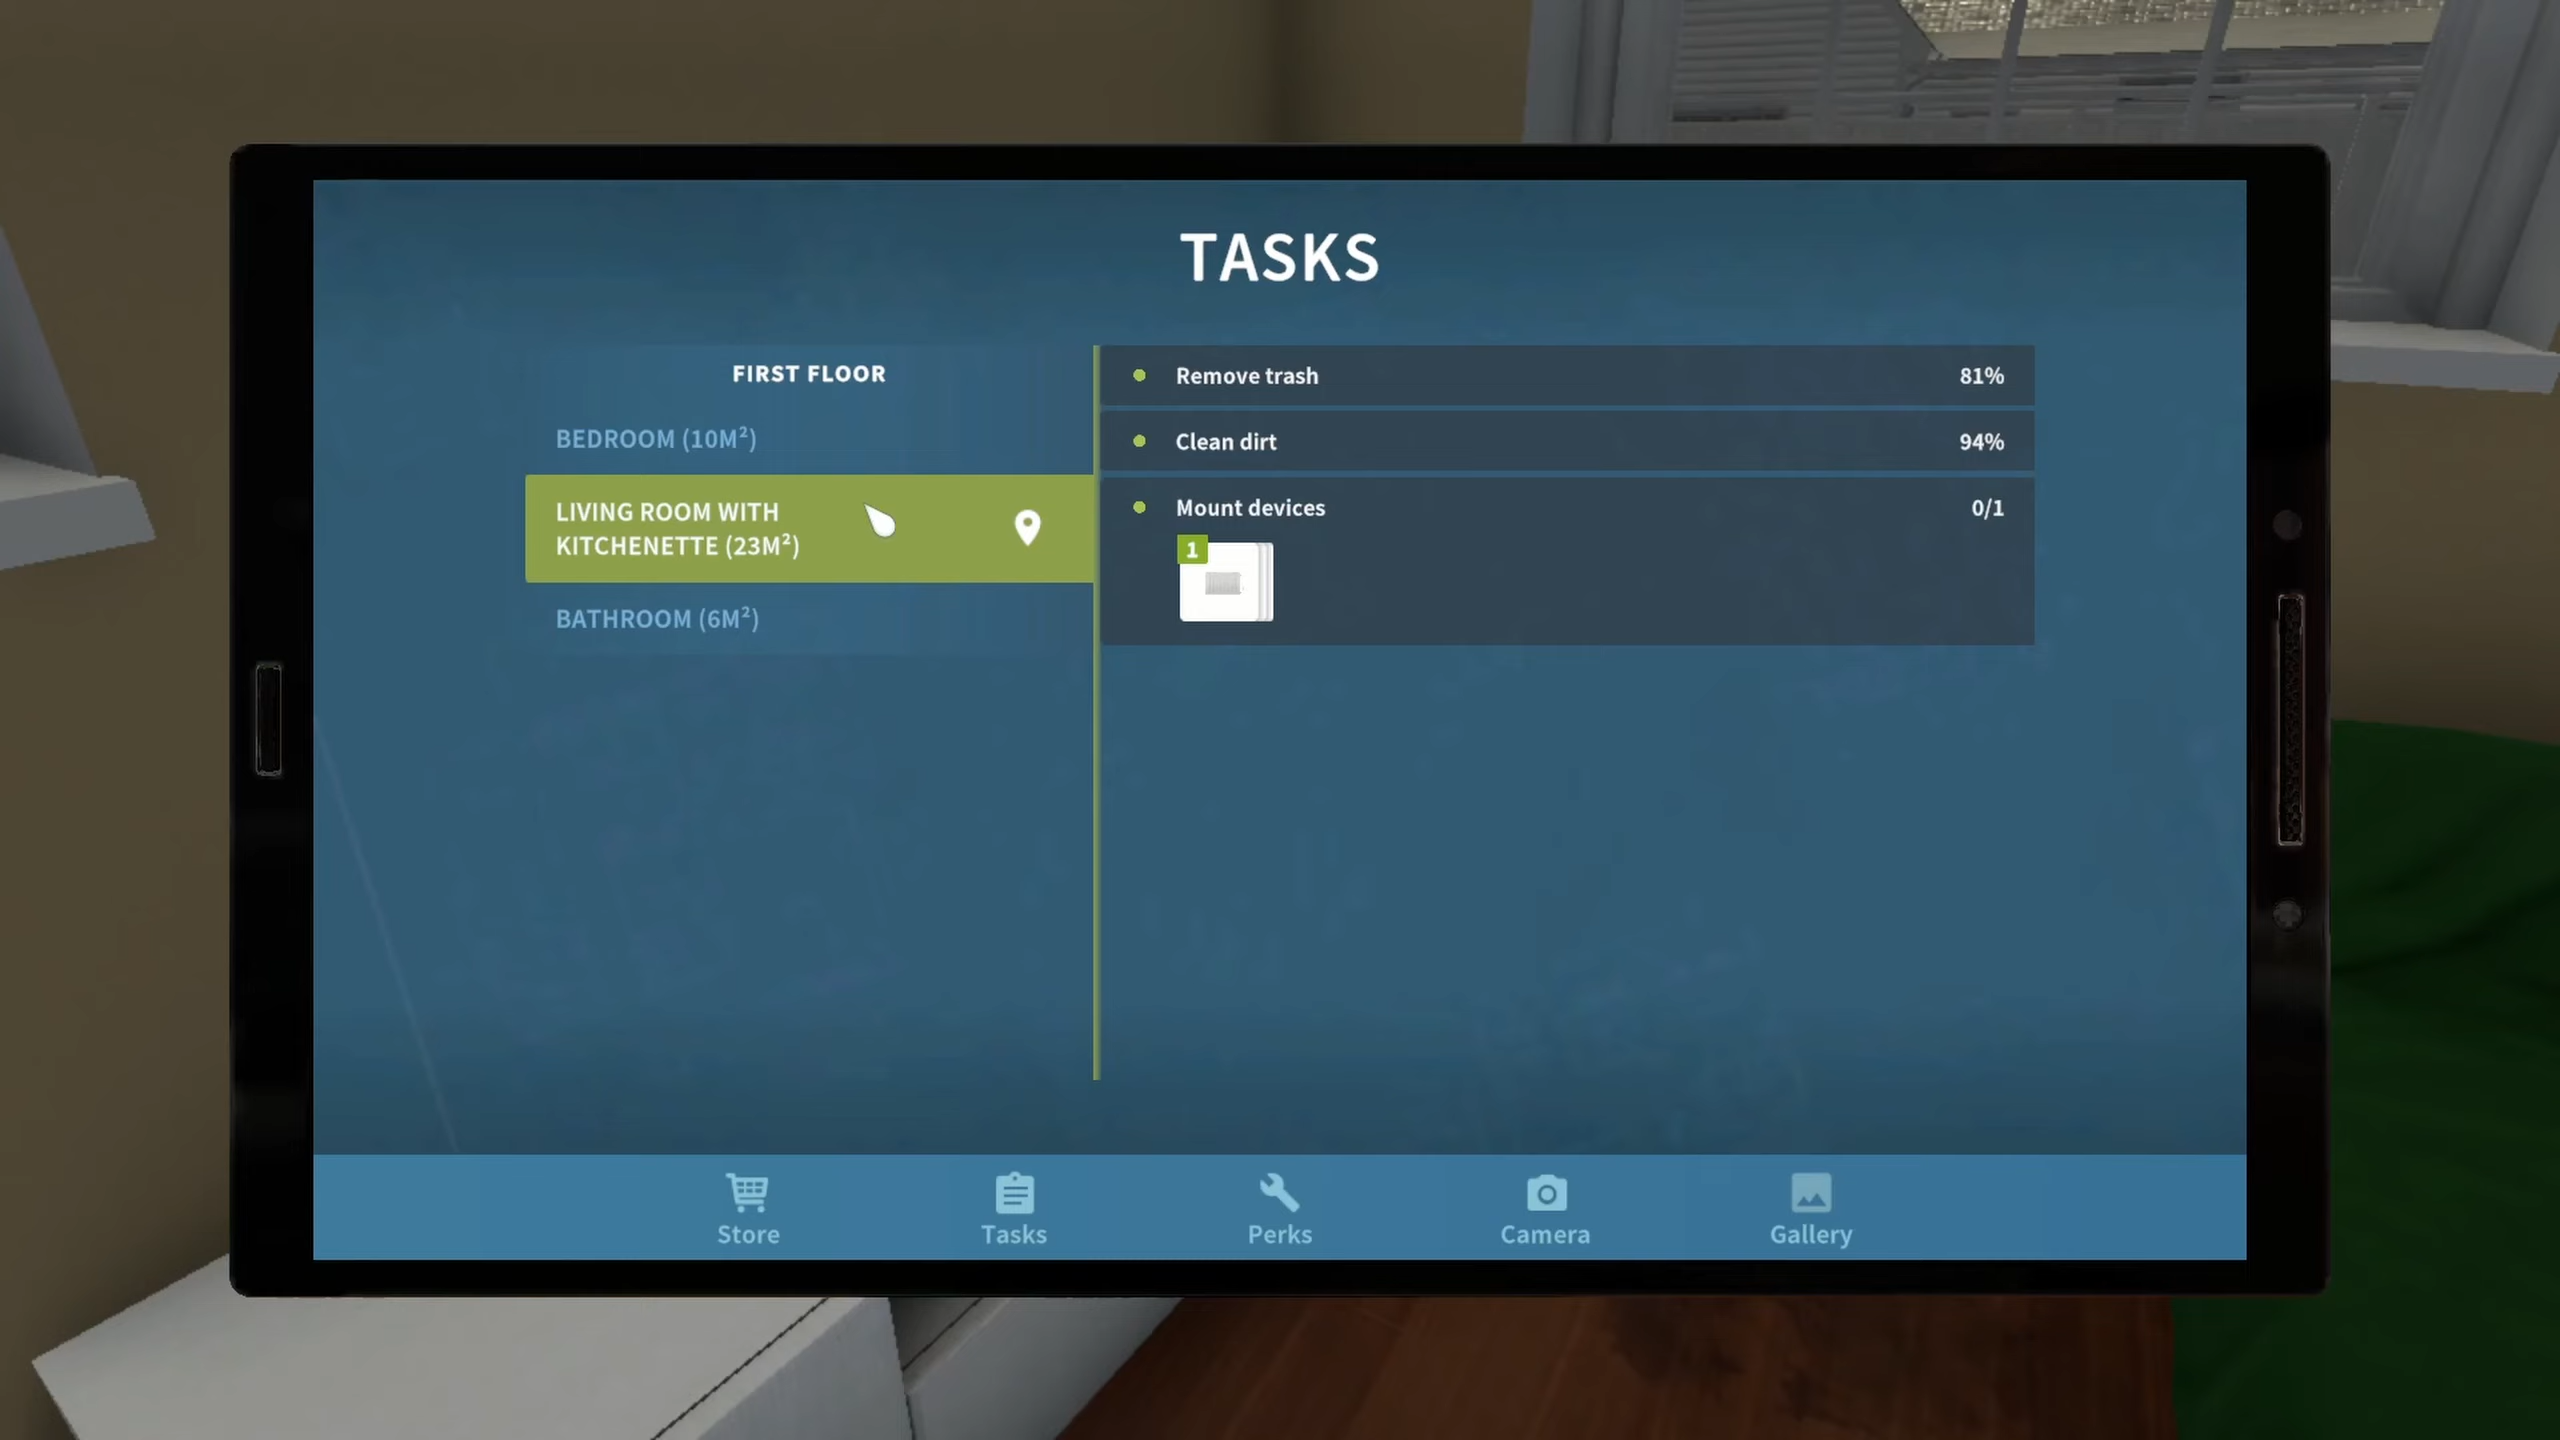 TASKS
FIRST FLOOR
BEDROOM (10M²)
LIVING ROOM WITH
KITCHENETTE (23M²)
BATHROOM (6M²)
Remove trash 81%
Clean dirt 94%
Mount devices 0/1
1
Store Tasks Perks Camera Gallery